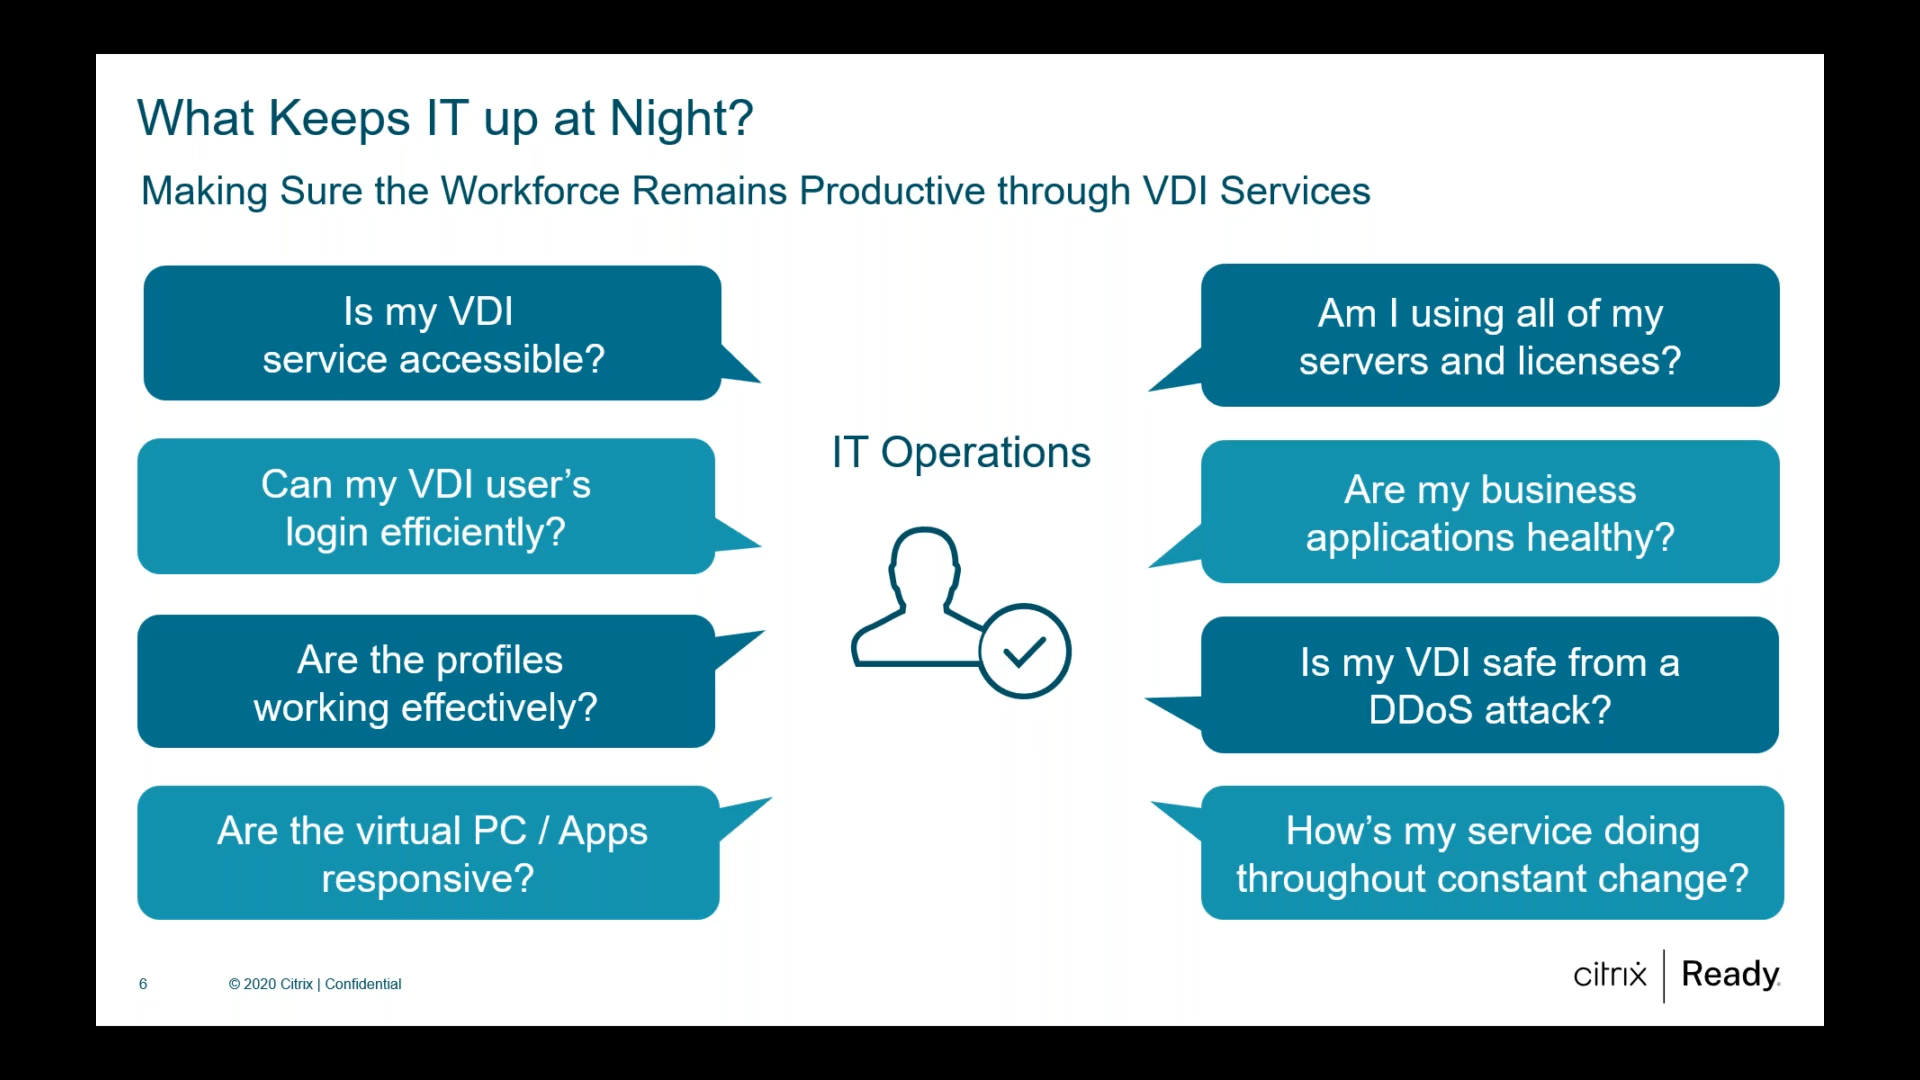 What Keeps IT up at Night?
Making Sure the Workforce Remains Productive through VDI Services
Is my VDI
service accessible?
Can my VDI user’s
login efficiently?
Are the profiles
working effectively?
Are the virtual PC / Apps
responsive?
IT Operations
Am I using all of my
servers and licenses?
Are my business
applications healthy?
Is my VDI safe from a
DDoS attack?
How’s my service doing
throughout constant change?
6
© 2020 Citrix | Confidential
citrix | Ready